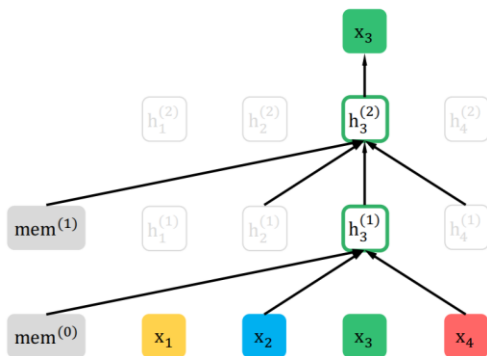 x₃
h₁⁽²⁾ h₂⁽²⁾ h₃⁽²⁾ h₄⁽²⁾
mem⁽¹⁾ h₁⁽¹⁾ h₂⁽¹⁾ h₃⁽¹⁾ h₄⁽¹⁾
mem⁽⁰⁾ x₁ x₂ x₃ x₄